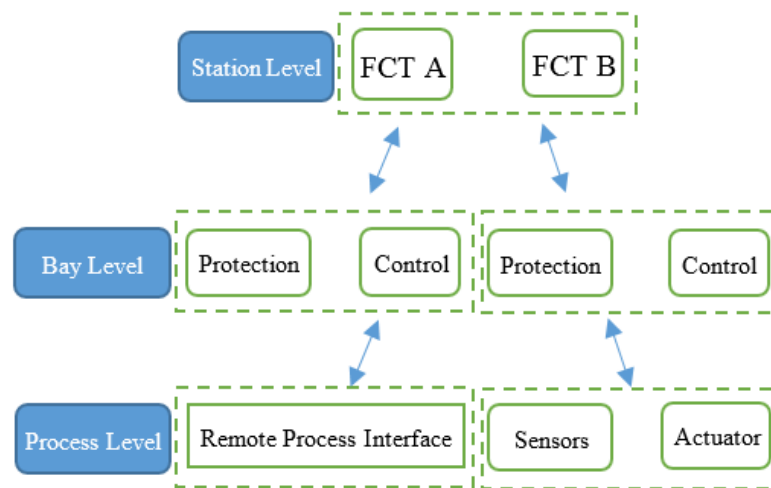 Station Level
FCT A
FCT B
Bay Level
Protection
Control
Protection
Control
Process Level
Remote Process Interface
Sensors
Actuator